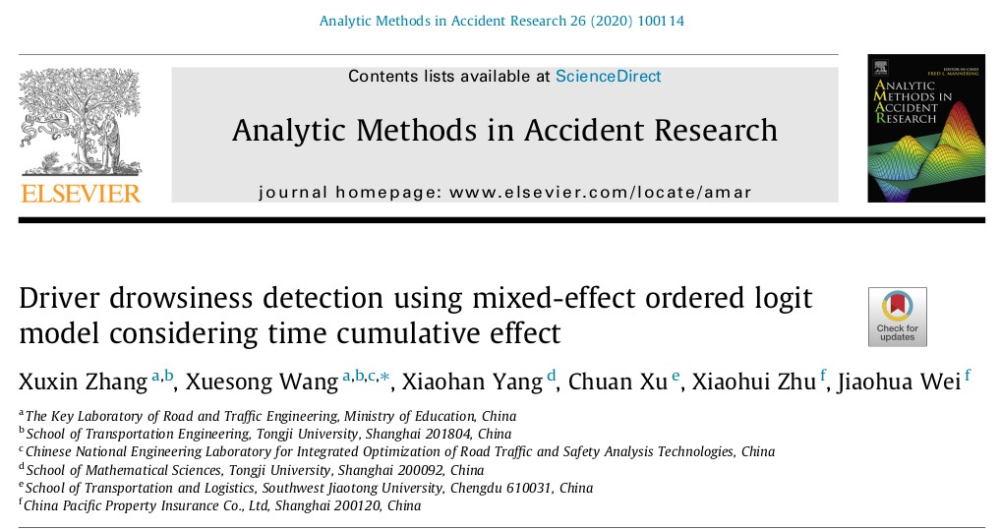 Analytic Methods in Accident Research 26 (2020) 100114
Contents lists available at ScienceDirect
Analytic Methods in Accident Research
journal homepage: www.elsevier.com/locate/amar
ELSEVIER
FRED L. MANNERING
ANALYTIC
METHODS IN
ACCIDENT
RESEARCH
Driver drowsiness detection using mixed-effect ordered logit
model considering time cumulative effect
Check for
updates
Xuxin Zhang a,b, Xuesong Wang a,b,c,*, Xiaohan Yang d, Chuan Xu e, Xiaohui Zhu f, Jiaohua Wei f
a The Key Laboratory of Road and Traffic Engineering, Ministry of Education, China
b School of Transportation Engineering, Tongji University, Shanghai 201804, China
c Chinese National Engineering Laboratory for Integrated Optimization of Road Traffic and Safety Analysis Technologies, China
d School of Mathematical Sciences, Tongji University, Shanghai 200092, China
e School of Transportation and Logistics, Southwest Jiaotong University, Chengdu 610031, China
f China Pacific Property Insurance Co., Ltd, Shanghai 200120, China